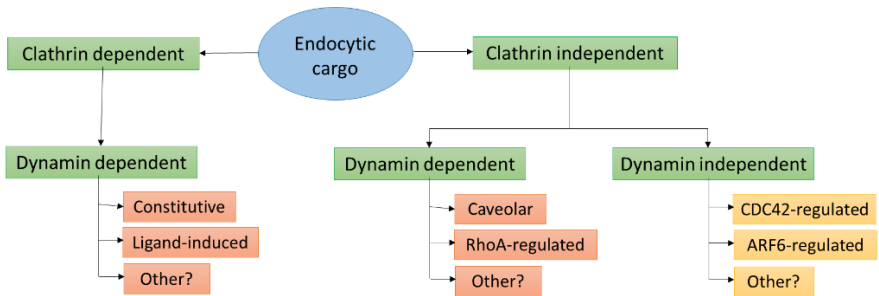 Endocytic
cargo
Clathrin dependent
Clathrin independent
Dynamin dependent
Constitutive
Ligand-induced
Other?
Dynamin dependent
Caveolar
RhoA-regulated
Other?
Dynamin independent
CDC42-regulated
ARF6-regulated
Other?